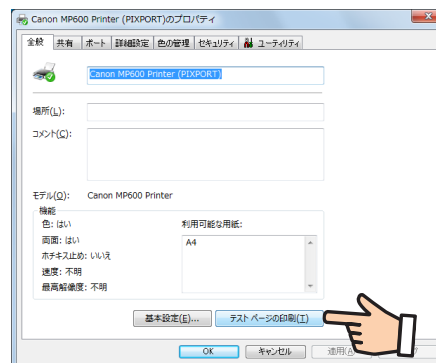 Canon MP600 Printer (PIXPORT)のプロパティ
全般 共有 ポート 詳細設定 色の管理 セキュリティ ユーティリティ
Canon MP600 Printer (PIXPORT)
場所(L):
コメント(C):
モデル(O): Canon MP600 Printer
機能
色: はい
両面: はい
ホチキス止め: いいえ
速度: 不明
最高解像度: 不明
利用可能な用紙:
A4
基本設定(E)... テスト ページの印刷(T)
OK キャンセル 適用(A)